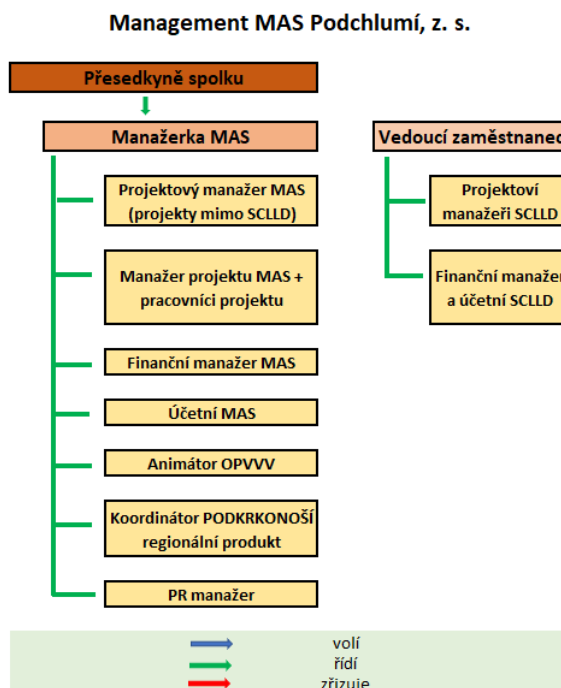 Management MAS Podchlumí, z. s.
Přesedkyně spolku
Manažerka MAS
Projektový manažer MAS
(projekty mimo SCLLD)
Manažer projektu MAS +
pracovníci projektu
Finanční manažer MAS
Účetní MAS
Animátor OPVVV
Koordinátor PODKRKONOŠÍ
regionální produkt
PR manažer
Vedoucí zaměstnanec
Projektoví
manažeři SCLLD
Finanční manažer
a účetní SCLLD
volí
řídí
zřizuje